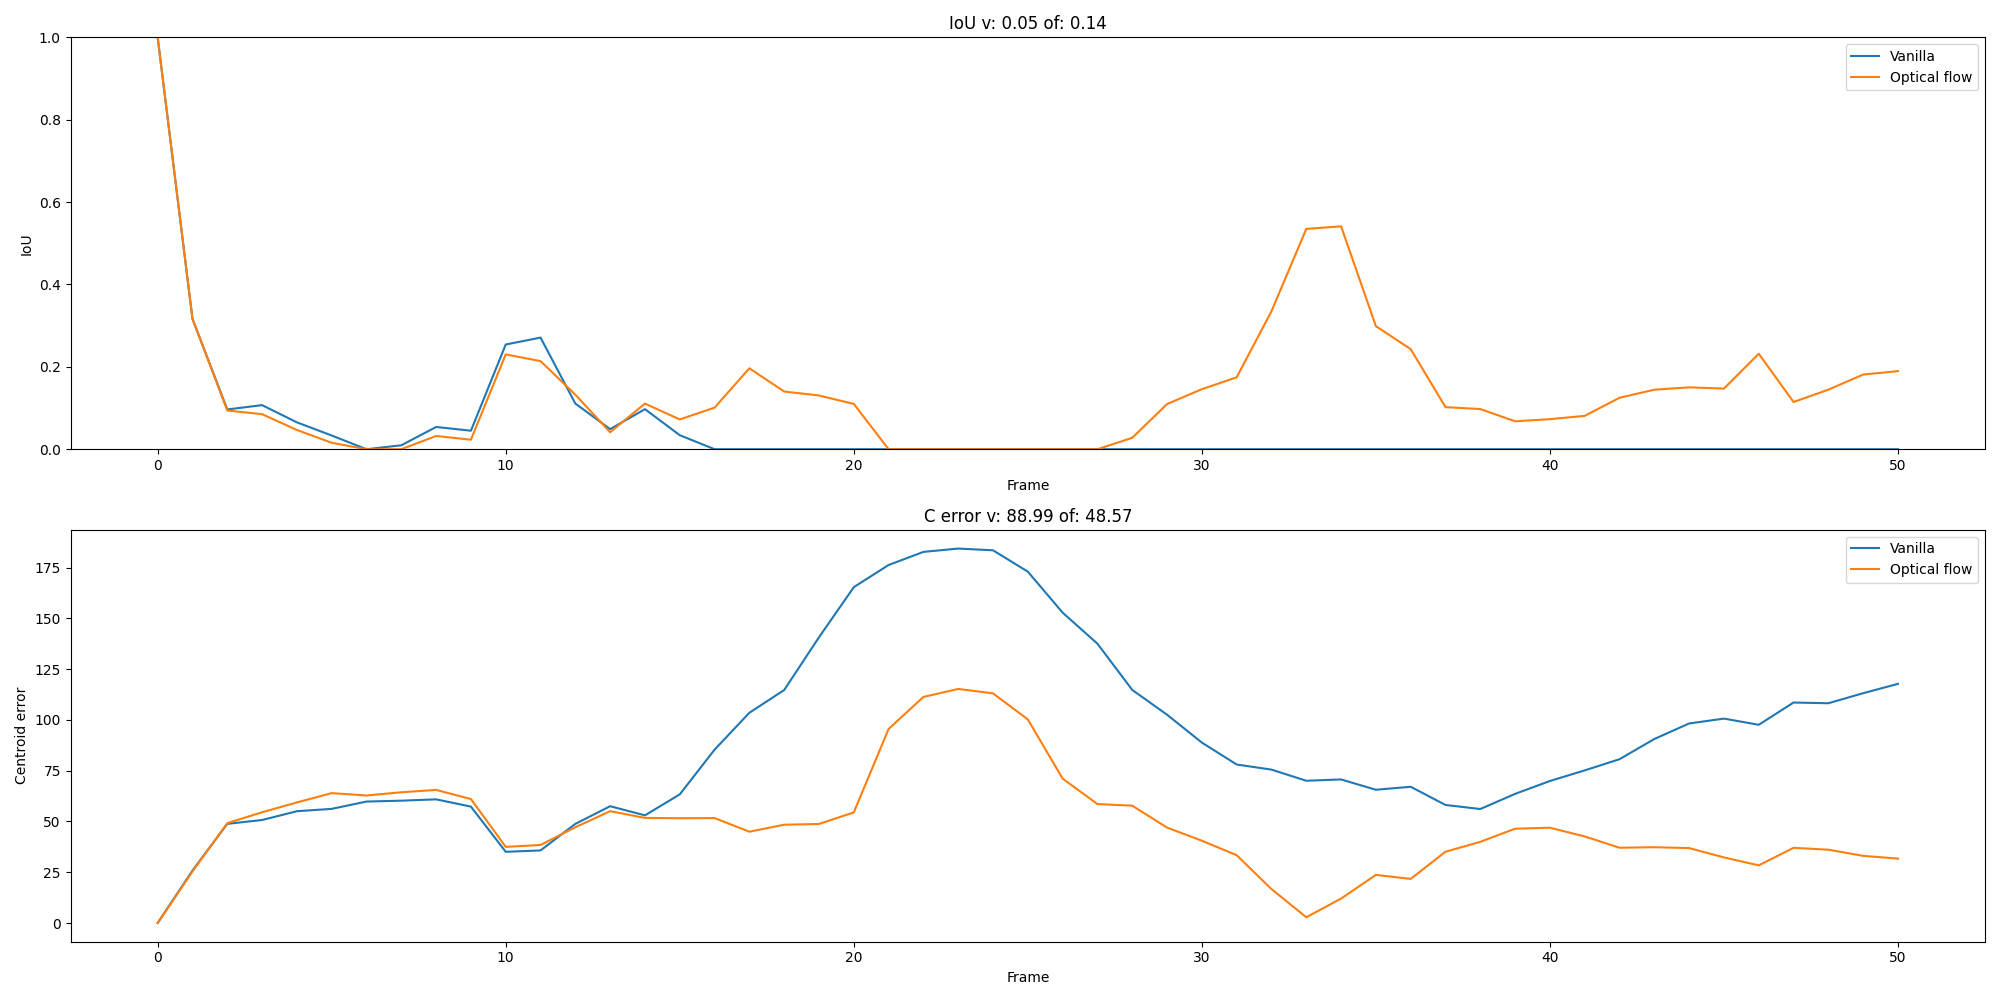 IoU v: 0.05 of: 0.14
1.0
0.8
0.6
0.4
0.2
0.0
IoU
Vanilla
Optical flow
0 10 20 30 40 50
Frame
C error v: 88.99 of: 48.57
175
150
125
100
75
50
25
0
Centroid error
Vanilla
Optical flow
0 10 20 30 40 50
Frame